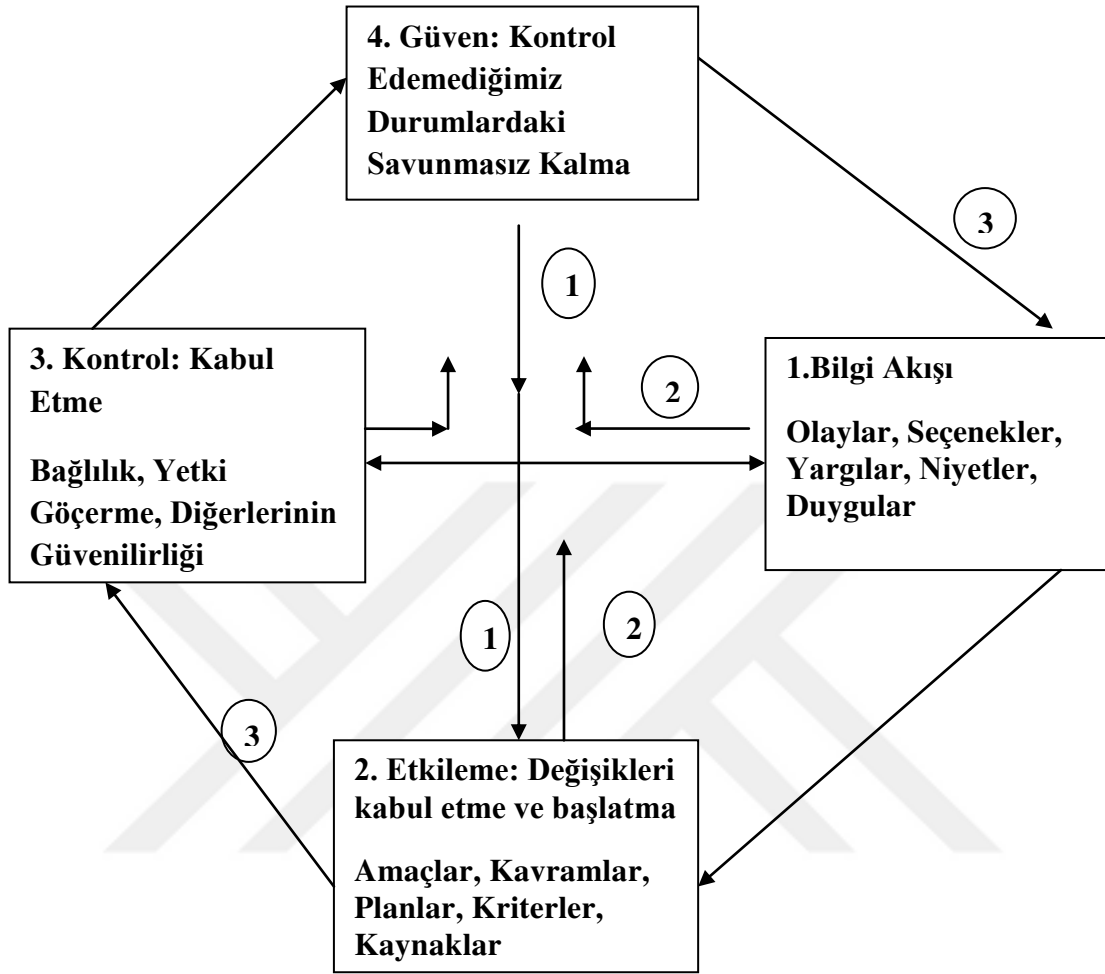 4. Güven: Kontrol
Edemediğimiz
Durumlardaki
Savunmasız Kalma
3
1
3. Kontrol: Kabul
Etme
Bağlılık, Yetki
Göçerme, Diğerlerinin
Güvenilirliği
2
1.Bilgi Akışı
Olaylar, Seçenekler,
Yargılar, Niyetler,
Duygular
1
2
3
2. Etkileme: Değişikleri
kabul etme ve başlatma
Amaçlar, Kavramlar,
Planlar, Kriterler,
Kaynaklar